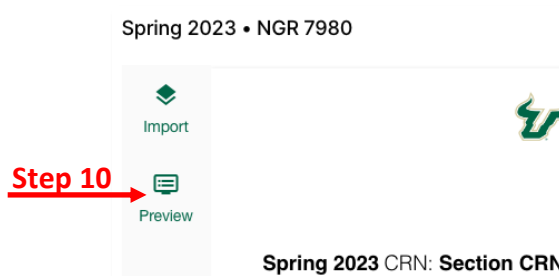 Spring 2023 • NGR 7980
Import
Step 10
Preview
Spring 2023 CRN: Section CRN